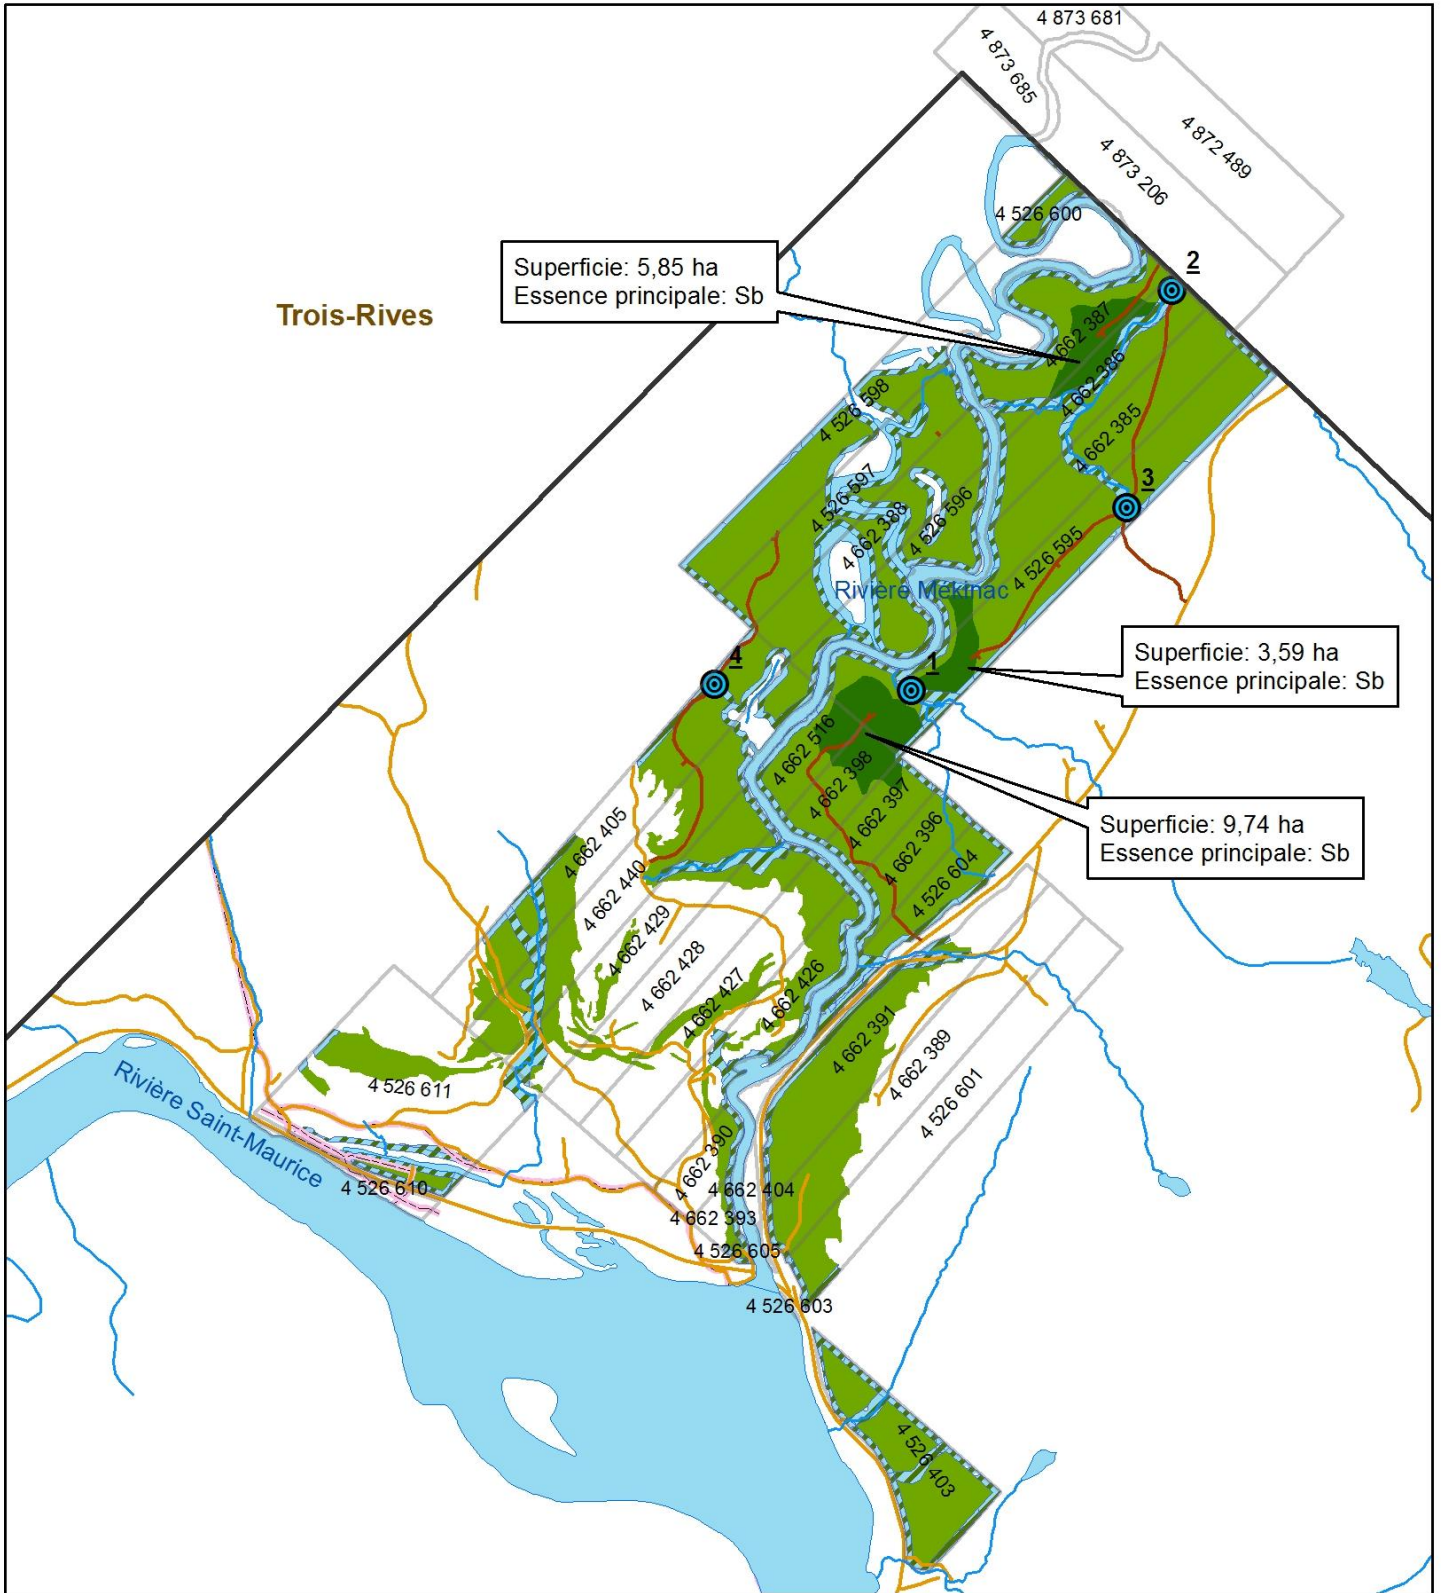 4 873 681
4 873 685
4 872 489
4 873 206
4 526 600
2
Superficie: 5,85 ha
Essence principale: Sb
Trois-Rives
4 662 387
4 662 386
4 526 598
4 662 385
3
4 526 597
4 662 388
4 526 596
4 526 595
Rivière Mékinac
Superficie: 3,59 ha
Essence principale: Sb
4
1
4 662 516
4 662 398
4 662 397
4 662 396
4 526 604
Superficie: 9,74 ha
Essence principale: Sb
4 662 405
4 662 440
4 662 429
4 662 428
4 662 427
4 662 426
4 662 391
4 662 389
4 526 601
4 526 611
Rivière Saint-Maurice
4 526 610
4 662 390
4 662 404
4 662 393
4 526 605
4 526 603
4 526 403